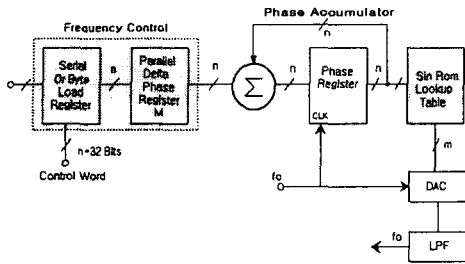 Frequency Control
Phase Accumulator
n
Serial
Or Byte
Load
Register
n
Parallel
Delta
Phase
Register
M
n
Σ
n
Phase
Register
CLK
n
Sin Rom
Lookup
Table
n=32 Bits
Control Word
m
fc
DAC
fo
LPF